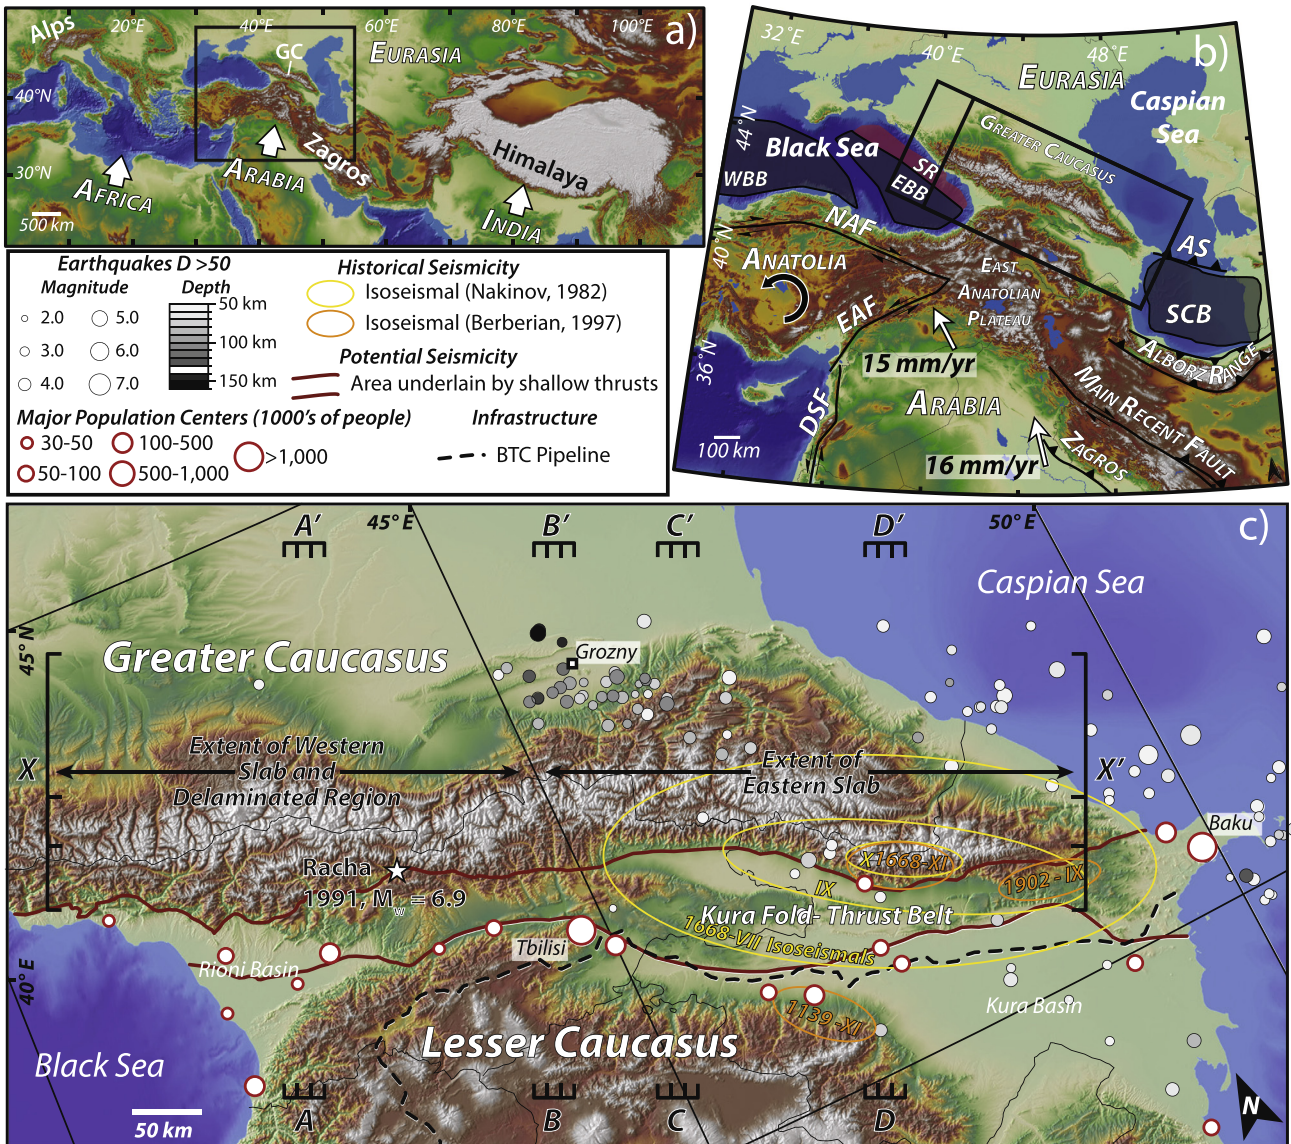 Alps
20°E
40°E
60°E
80°E
100°E
a)
GC
EURASIA
40°N
30°N
AFRICA
ARABIA
Zagros
Himalaya
INDIA
500 km
Earthquakes D >50
Magnitude
Depth
2.0
5.0
3.0
6.0
4.0
7.0
50 km
100 km
150 km
Historical Seismicity
Isoseismal (Nakinov, 1982)
Isoseismal (Berberian, 1997)
Potential Seismicity
Area underlain by shallow thrusts
Major Population Centers (1000's of people)
30-50
100-500
>1,000
50-100
500-1,000
Infrastructure
BTC Pipeline
32°E
40°E
48°E
b)
EURASIA
Caspian
Sea
44°N
GREATER CAUCASUS
Black Sea
SR
WBB
EBB
NAF
AS
40°N
ANATOLIA
EAST
ANATOLIAN
PLATEAU
SCB
EAF
15 mm/yr
ALBORZ RANGE
36°N
ARABIA
MAIN RECENT FAULT
DSF
100 km
16 mm/yr
ZAGROS
A'
45°E
B'
C'
D'
50°E
c)
Caspian Sea
45°N
Greater Caucasus
Grozny
X
Extent of Western
Slab and
Delaminated Region
Extent of
Eastern Slab
X'
Baku
Racha
1991, Mw = 6.9
X
1668-XI
1902 - IX
IX
Kura Fold- Thrust Belt
1668-VII Isoseismals
Tbilisi
Rioni Basin
40°E
Kura Basin
1139 -XI
Lesser Caucasus
Black Sea
50 km
A
B
C
D
N